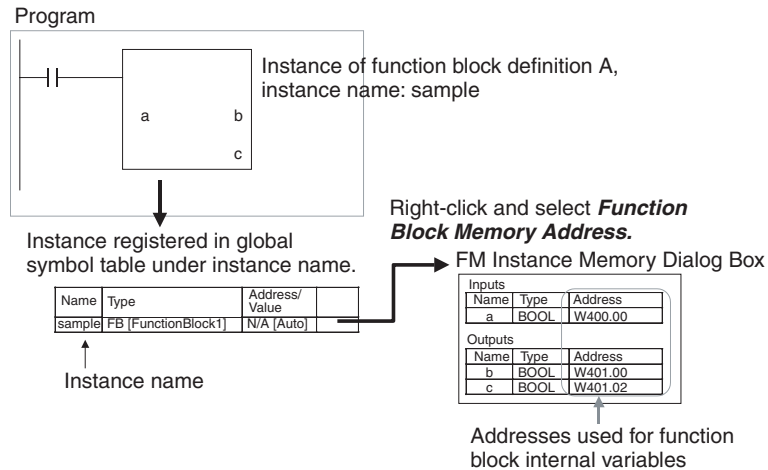 Program
Instance of function block definition A,
instance name: sample
a
b
c
Instance registered in global
symbol table under instance name.
Name Type Address/
Value
sample FB [FunctionBlock1] N/A [Auto]
Instance name
Right-click and select Function
Block Memory Address.
FM Instance Memory Dialog Box
Inputs
Name Type Address
a BOOL W400.00
Outputs
Name Type Address
b BOOL W401.00
c BOOL W401.02
Addresses used for function
block internal variables